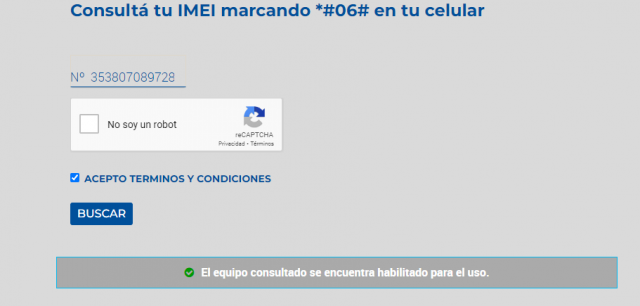 Consultá tu IMEI marcando *#06# en tu celular
Nº 353807089728
No soy un robot
reCAPTCHA
Privacidad - Términos
ACEPTO TERMINOS Y CONDICIONES
BUSCAR
El equipo consultado se encuentra habilitado para el uso.